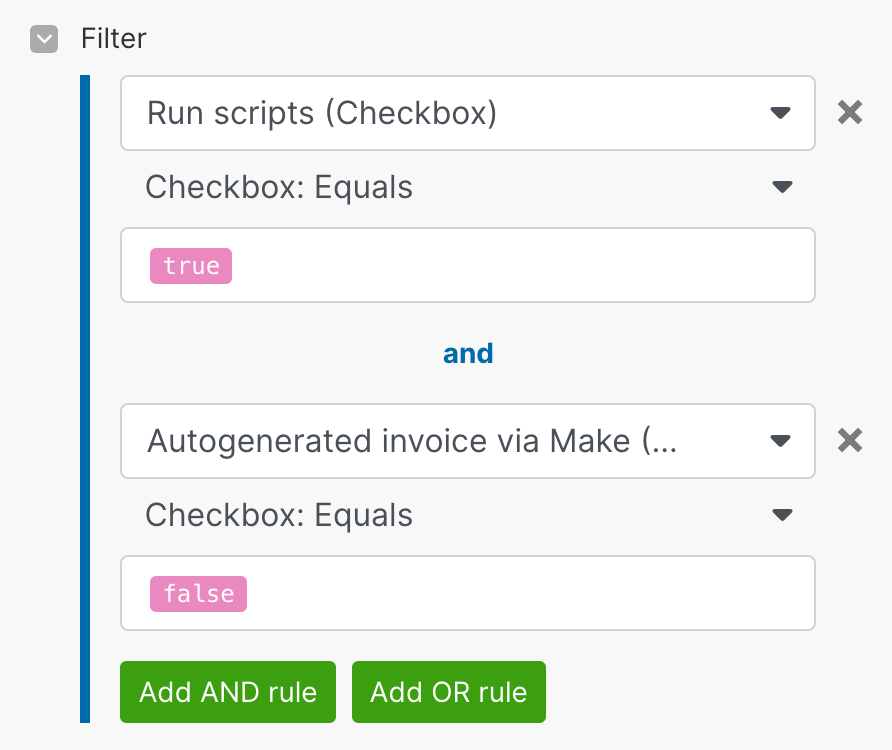 Filter
Run scripts (Checkbox)
Checkbox: Equals
true
and
Autogenerated invoice via Make (...
Checkbox: Equals
false
Add AND rule Add OR rule